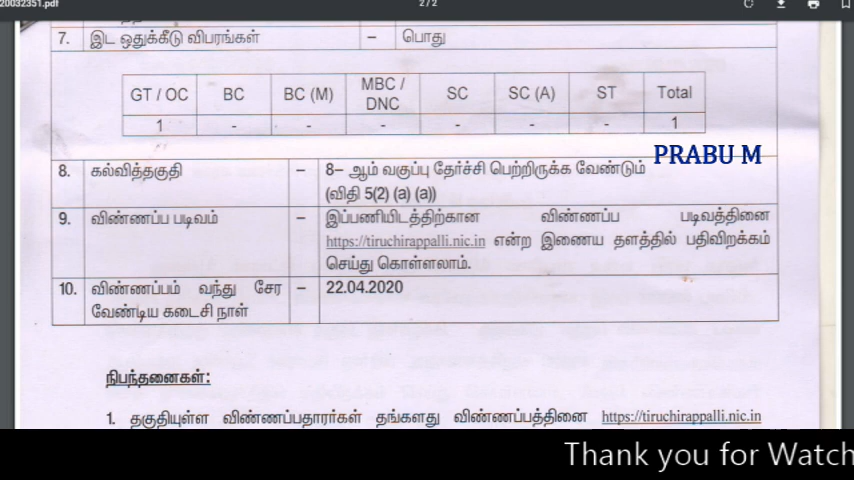 20032351.pdf
2 / 2
7. இட ஒதுக்கீடு விபரங்கள் – பொது
GT / OC BC BC (M) MBC / DNC SC SC (A) ST Total
1 - - - - - - 1
PRABU M
8. கல்வித்தகுதி – 8– ஆம் வகுப்பு தேர்ச்சி பெற்றிருக்க வேண்டும்
(விதி 5(2) (a) (a))
9. விண்ணப்ப படிவம் – இப்பணியிடத்திற்கான விண்ணப்ப படிவத்தினை
https://tiruchirappalli.nic.in என்ற இணைய தளத்தில் பதிவிறக்கம்
செய்து கொள்ளலாம்.
10. விண்ணப்பம் வந்து சேர – 22.04.2020
வேண்டிய கடைசி நாள்
நிபந்தனைகள்:
1. தகுதியுள்ள விண்ணப்பதாரர்கள் தங்களது விண்ணப்பத்தினை https://tiruchirappalli.nic.in
Thank you for Watch